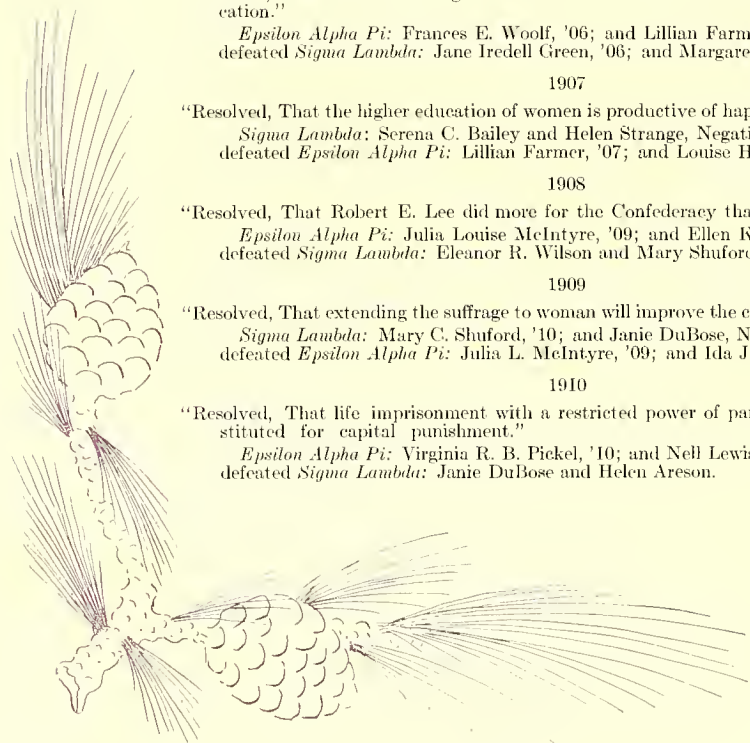 cation."
Epsilon Alpha Pi: Frances E. Woolf, '06; and Lillian Farm
defeated Sigma Lambda: Jane Iredell Green, '06; and Margare
1907
"Resolved, That the higher education of women is productive of hap
Sigma Lambda: Serena C. Bailey and Helen Strange, Negati
defeated Epsilon Alpha Pi: Lillian Farmer, '07; and Louise H
1908
"Resolved, That Robert E. Lee did more for the Confederacy tha
Epsilon Alpha Pi: Julia Louise McIntyre, '09; and Ellen
defeated Sigma Lambda: Eleanor R. Wilson and Mary Shuford
1909
"Resolved, That extending the suffrage to woman will improve the c
Sigma Lambda: Mary C. Shuford, '10; and Janie DuBose, N
defeated Epsilon Alpha Pi: Julia L. McIntyre, '09; and Ida J
1910
"Resolved, That life imprisonment with a restricted power of par
stituted for capital punishment."
Epsilon Alpha Pi: Virginia R. B. Pickel, '10; and Nell Lewis
defeated Sigma Lambda: Janie DuBose and Helen Areson.